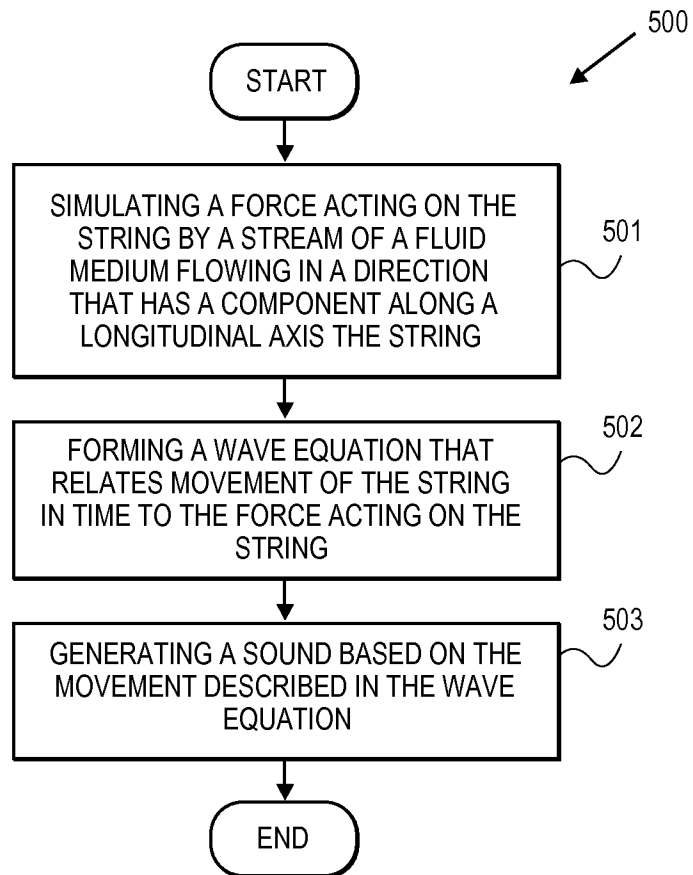 500
START
SIMULATING A FORCE ACTING ON THE
STRING BY A STREAM OF A FLUID
MEDIUM FLOWING IN A DIRECTION
THAT HAS A COMPONENT ALONG A
LONGITUDINAL AXIS THE STRING
501
FORMING A WAVE EQUATION THAT
RELATES MOVEMENT OF THE STRING
IN TIME TO THE FORCE ACTING ON THE
STRING
502
GENERATING A SOUND BASED ON THE
MOVEMENT DESCRIBED IN THE WAVE
EQUATION
503
END